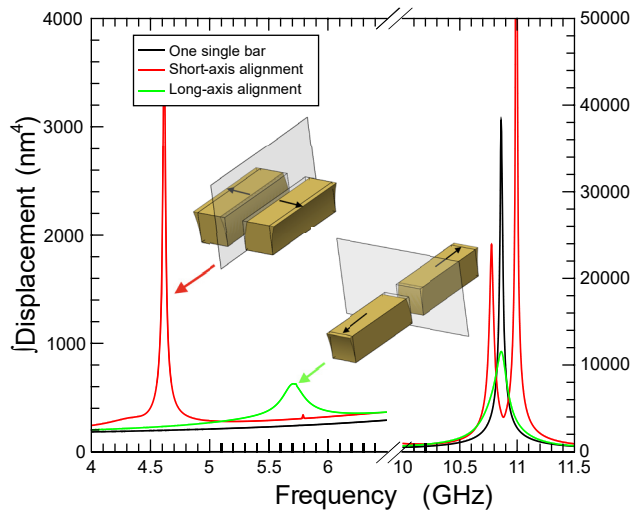 4000
3000
2000
1000
0
∫Displacement (nm⁴)
One single bar
Short-axis alignment
Long-axis alignment
50000
40000
30000
20000
10000
0
4 4.5 5 5.5 6 10 10.5 11 11.5
Frequency (GHz)